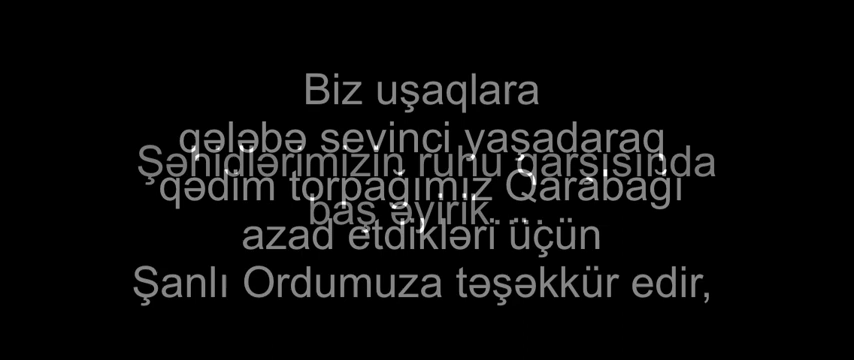 Biz uşaqlara
qələbə sevinci yaşadaraq
Şəhidlərimizin ruhu qarşısında
qədim torpağımız Qarabağı
baş əyirik.....
azad etdikləri üçün
Şanlı Ordumuza təşəkkür edir,